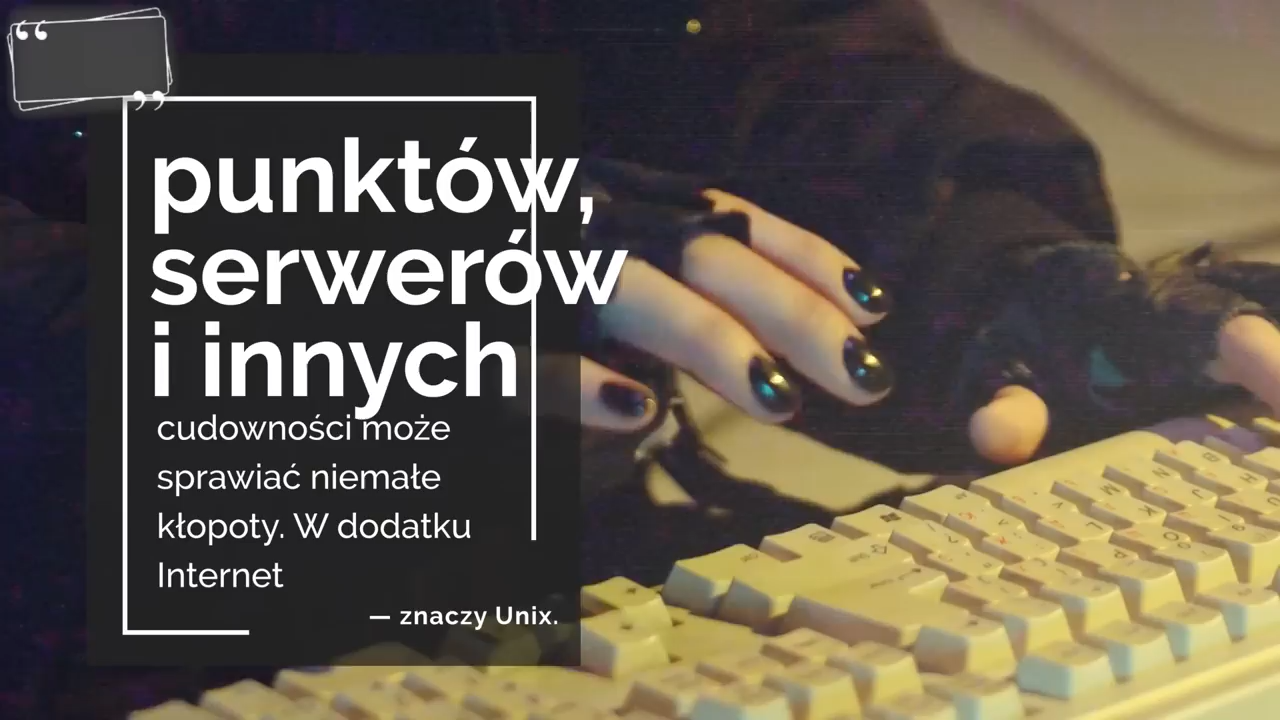 punktów,
serwerów
i innych
cudowności może
sprawiać niemałe
kłopoty. W dodatku
Internet
— znaczy Unix.